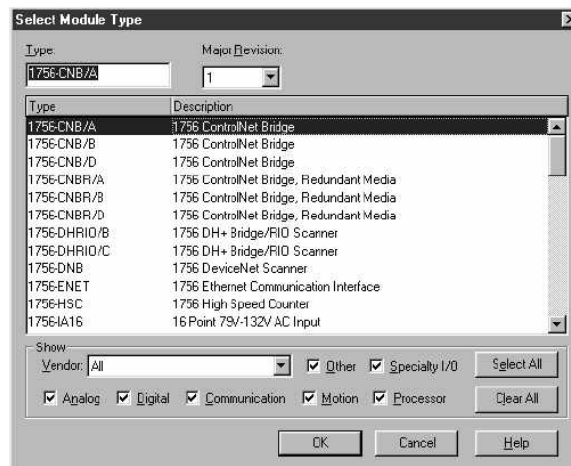 Select Module Type
Type: Major Revision:
1756-CNB/A 1
Type Description
1756-CNB/A 1756 ControlNet Bridge
1756-CNB/B 1756 ControlNet Bridge
1756-CNB/D 1756 ControlNet Bridge
1756-CNBR/A 1756 ControlNet Bridge, Redundant Media
1756-CNBR/B 1756 ControlNet Bridge, Redundant Media
1756-CNBR/D 1756 ControlNet Bridge, Redundant Media
1756-DHRIO/B 1756 DH+ Bridge/RIO Scanner
1756-DHRIO/C 1756 DH+ Bridge/RIO Scanner
1756-DNB 1756 DeviceNet Scanner
1756-ENET 1756 Ethernet Communication Interface
1756-HSC 1756 High Speed Counter
1756-IA16 16 Point 79V-132V AC Input
Show
Vendor: All Other Specialty I/O Select All
Analog Digital Communication Motion Processor Clear All
OK Cancel Help